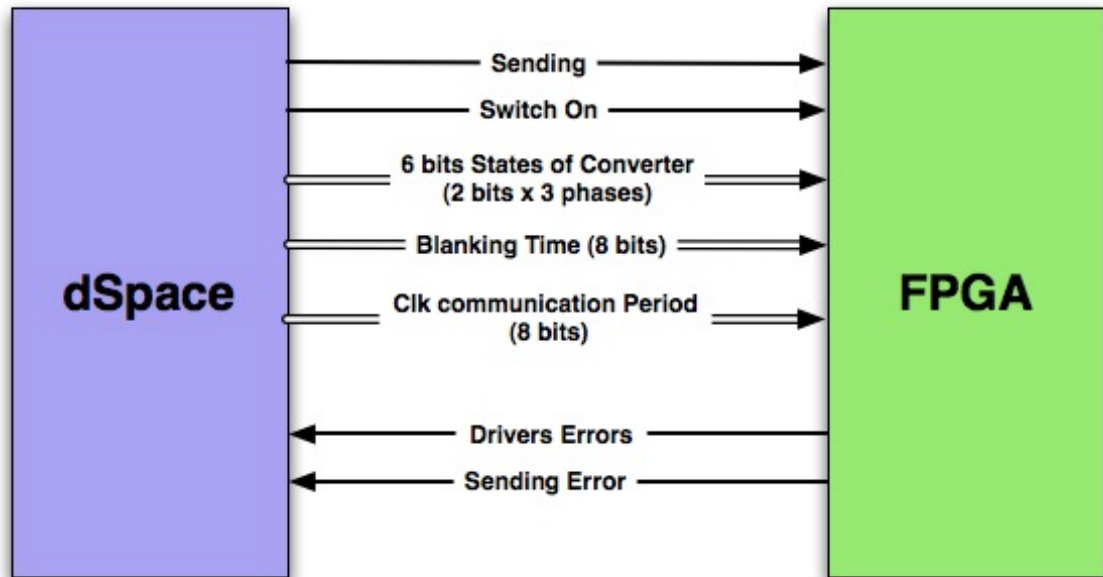 Sending
Switch On
6 bits States of Converter
(2 bits x 3 phases)
Blanking Time (8 bits)
dSpace
FPGA
Clk communication Period
(8 bits)
Drivers Errors
Sending Error